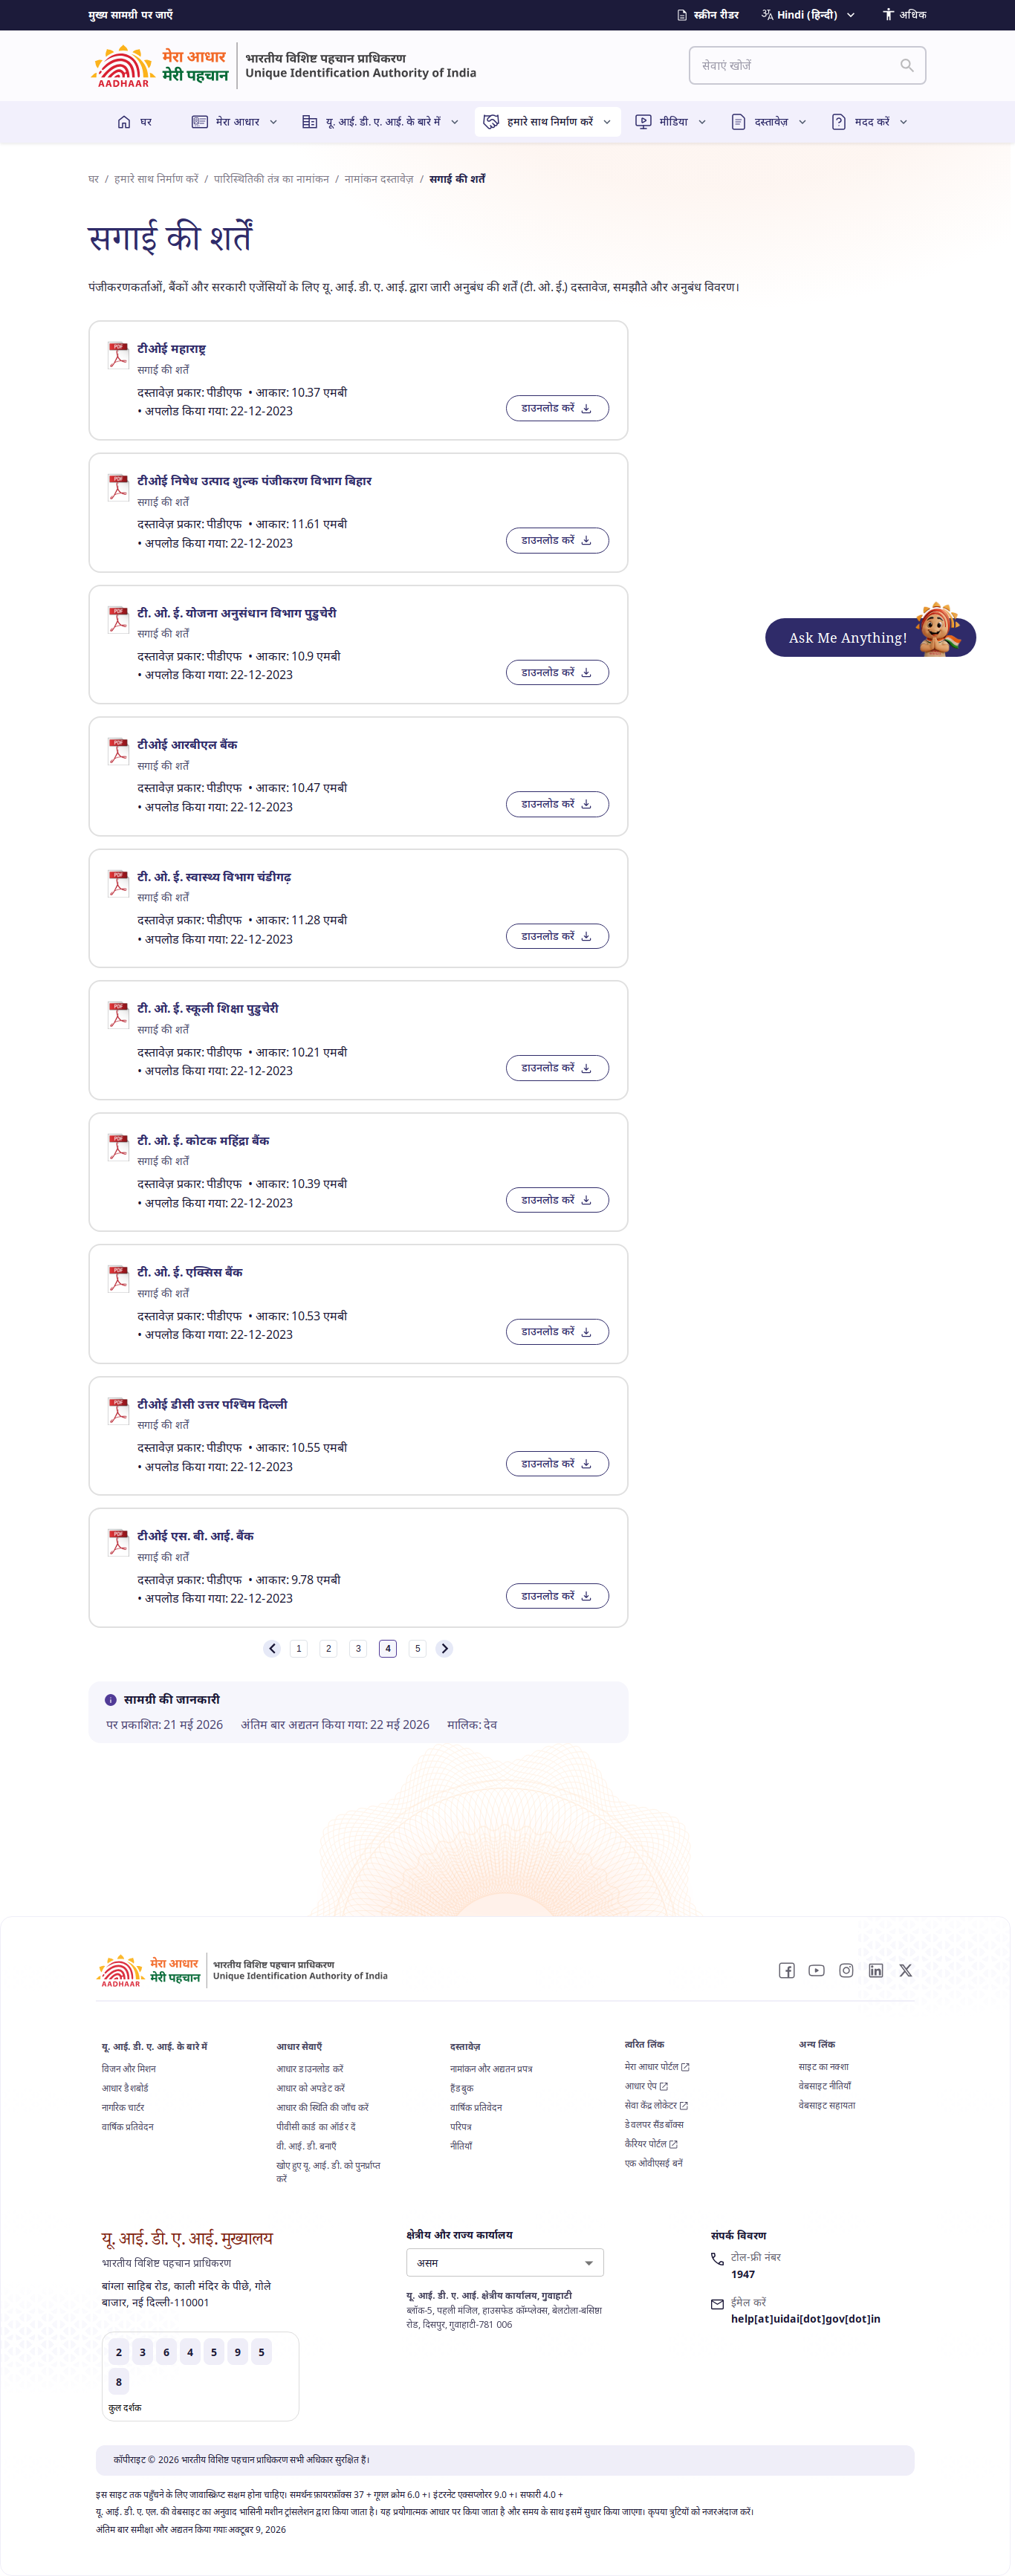 मुख्य सामग्री पर जाएँ
स्क्रीन रीडर
Hindi (हिन्दी)
अधिक
AADHAAR
मेरा आधार
मेरी पहचान
भारतीय विशिष्ट पहचान प्राधिकरण
Unique Identification Authority of India
सेवाएं खोजें
घर
मेरा आधार
यू. आई. डी. ए. आई. के बारे में
हमारे साथ निर्माण करें
मीडिया
दस्तावेज़
मदद करें
घर / हमारे साथ निर्माण करें / पारिस्थितिकी तंत्र का नामांकन / नामांकन दस्तावेज़ / सगाई की शर्तें
सगाई की शर्तें
पंजीकरणकर्ताओं, बैंकों और सरकारी एजेंसियों के लिए यू. आई. डी. ए. आई. द्वारा जारी अनुबंध की शर्तें (टी. ओ. ई.) दस्तावेज, समझौते और अनुबंध विवरण।
PDF
टीओई महाराष्ट्र
सगाई की शर्तें
दस्तावेज़ प्रकार: पीडीएफ • आकार: 10.37 एमबी
• अपलोड किया गया: 22-12-2023
डाउनलोड करें
PDF
टीओई निषेध उत्पाद शुल्क पंजीकरण विभाग बिहार
सगाई की शर्तें
दस्तावेज़ प्रकार: पीडीएफ • आकार: 11.61 एमबी
• अपलोड किया गया: 22-12-2023
डाउनलोड करें
PDF
टी. ओ. ई. योजना अनुसंधान विभाग पुडुचेरी
सगाई की शर्तें
दस्तावेज़ प्रकार: पीडीएफ • आकार: 10.9 एमबी
• अपलोड किया गया: 22-12-2023
डाउनलोड करें
Ask Me Anything!
PDF
टीओई आरबीएल बैंक
सगाई की शर्तें
दस्तावेज़ प्रकार: पीडीएफ • आकार: 10.47 एमबी
• अपलोड किया गया: 22-12-2023
डाउनलोड करें
PDF
टी. ओ. ई. स्वास्थ्य विभाग चंडीगढ़
सगाई की शर्तें
दस्तावेज़ प्रकार: पीडीएफ • आकार: 11.28 एमबी
• अपलोड किया गया: 22-12-2023
डाउनलोड करें
PDF
टी. ओ. ई. स्कूली शिक्षा पुडुचेरी
सगाई की शर्तें
दस्तावेज़ प्रकार: पीडीएफ • आकार: 10.21 एमबी
• अपलोड किया गया: 22-12-2023
डाउनलोड करें
PDF
टी. ओ. ई. कोटक महिंद्रा बैंक
सगाई की शर्तें
दस्तावेज़ प्रकार: पीडीएफ • आकार: 10.39 एमबी
• अपलोड किया गया: 22-12-2023
डाउनलोड करें
PDF
टी. ओ. ई. एक्सिस बैंक
सगाई की शर्तें
दस्तावेज़ प्रकार: पीडीएफ • आकार: 10.53 एमबी
• अपलोड किया गया: 22-12-2023
डाउनलोड करें
PDF
टीओई डीसी उत्तर पश्चिम दिल्ली
सगाई की शर्तें
दस्तावेज़ प्रकार: पीडीएफ • आकार: 10.55 एमबी
• अपलोड किया गया: 22-12-2023
डाउनलोड करें
PDF
टीओई एस. बी. आई. बैंक
सगाई की शर्तें
दस्तावेज़ प्रकार: पीडीएफ • आकार: 9.78 एमबी
• अपलोड किया गया: 22-12-2023
डाउनलोड करें
1 2 3 4 5
सामग्री की जानकारी
पर प्रकाशित: 21 मई 2026 अंतिम बार अद्यतन किया गया: 22 मई 2026 मालिक: देव
AADHAAR
मेरा आधार
मेरी पहचान
भारतीय विशिष्ट पहचान प्राधिकरण
Unique Identification Authority of India
यू. आई. डी. ए. आई. के बारे में
विजन और मिशन
आधार डैशबोर्ड
नागरिक चार्टर
वार्षिक प्रतिवेदन
आधार सेवाएँ
आधार डाउनलोड करें
आधार को अपडेट करें
आधार की स्थिति की जाँच करें
पीवीसी कार्ड का ऑर्डर दें
वी. आई. डी. बनाएँ
खोए हुए यू. आई. डी. को पुनर्प्राप्त
करें
दस्तावेज़
नामांकन और अद्यतन प्रपत्र
हैंडबुक
वार्षिक प्रतिवेदन
परिपत्र
नीतियाँ
त्वरित लिंक
मेरा आधार पोर्टल
आधार ऐप
सेवा केंद्र लोकेटर
डेवलपर सैंडबॉक्स
कैरियर पोर्टल
एक ओवीएसई बनें
अन्य लिंक
साइट का नक्शा
वेबसाइट नीतियाँ
वेबसाइट सहायता
यू. आई. डी. ए. आई. मुख्यालय
भारतीय विशिष्ट पहचान प्राधिकरण
बांग्ला साहिब रोड, काली मंदिर के पीछे, गोले
बाजार, नई दिल्ली-110001
2 3 6 4 5 9 5
8
कुल दर्शक
क्षेत्रीय और राज्य कार्यालय
असम
यू. आई. डी. ए. आई. क्षेत्रीय कार्यालय, गुवाहाटी
ब्लॉक-5, पहली मंजिल, हाउसफेड कॉम्प्लेक्स, बेलटोला-बसिष्ठा
रोड, दिसपुर, गुवाहाटी-781 006
संपर्क विवरण
टोल-फ्री नंबर
1947
ईमेल करें
help[at]uidai[dot]gov[dot]in
कॉपीराइट © 2026 भारतीय विशिष्ट पहचान प्राधिकरण सभी अधिकार सुरक्षित हैं।
इस साइट तक पहुँचने के लिए जावास्क्रिप्ट सक्षम होना चाहिए। समर्थनः फ़ायरफ़ॉक्स 37 + गूगल क्रोम 6.0 +। इंटरनेट एक्सप्लोरर 9.0 +। सफारी 4.0 +
यू. आई. डी. ए. एल. की वेबसाइट का अनुवाद भासिनी मशीन ट्रांसलेशन द्वारा किया जाता है। यह प्रयोगात्मक आधार पर किया जाता है और समय के साथ इसमें सुधार किया जाएगा। कृपया त्रुटियों को नजरअंदाज करें।
अंतिम बार समीक्षा और अद्यतन किया गयाःअक्टूबर 9, 2026